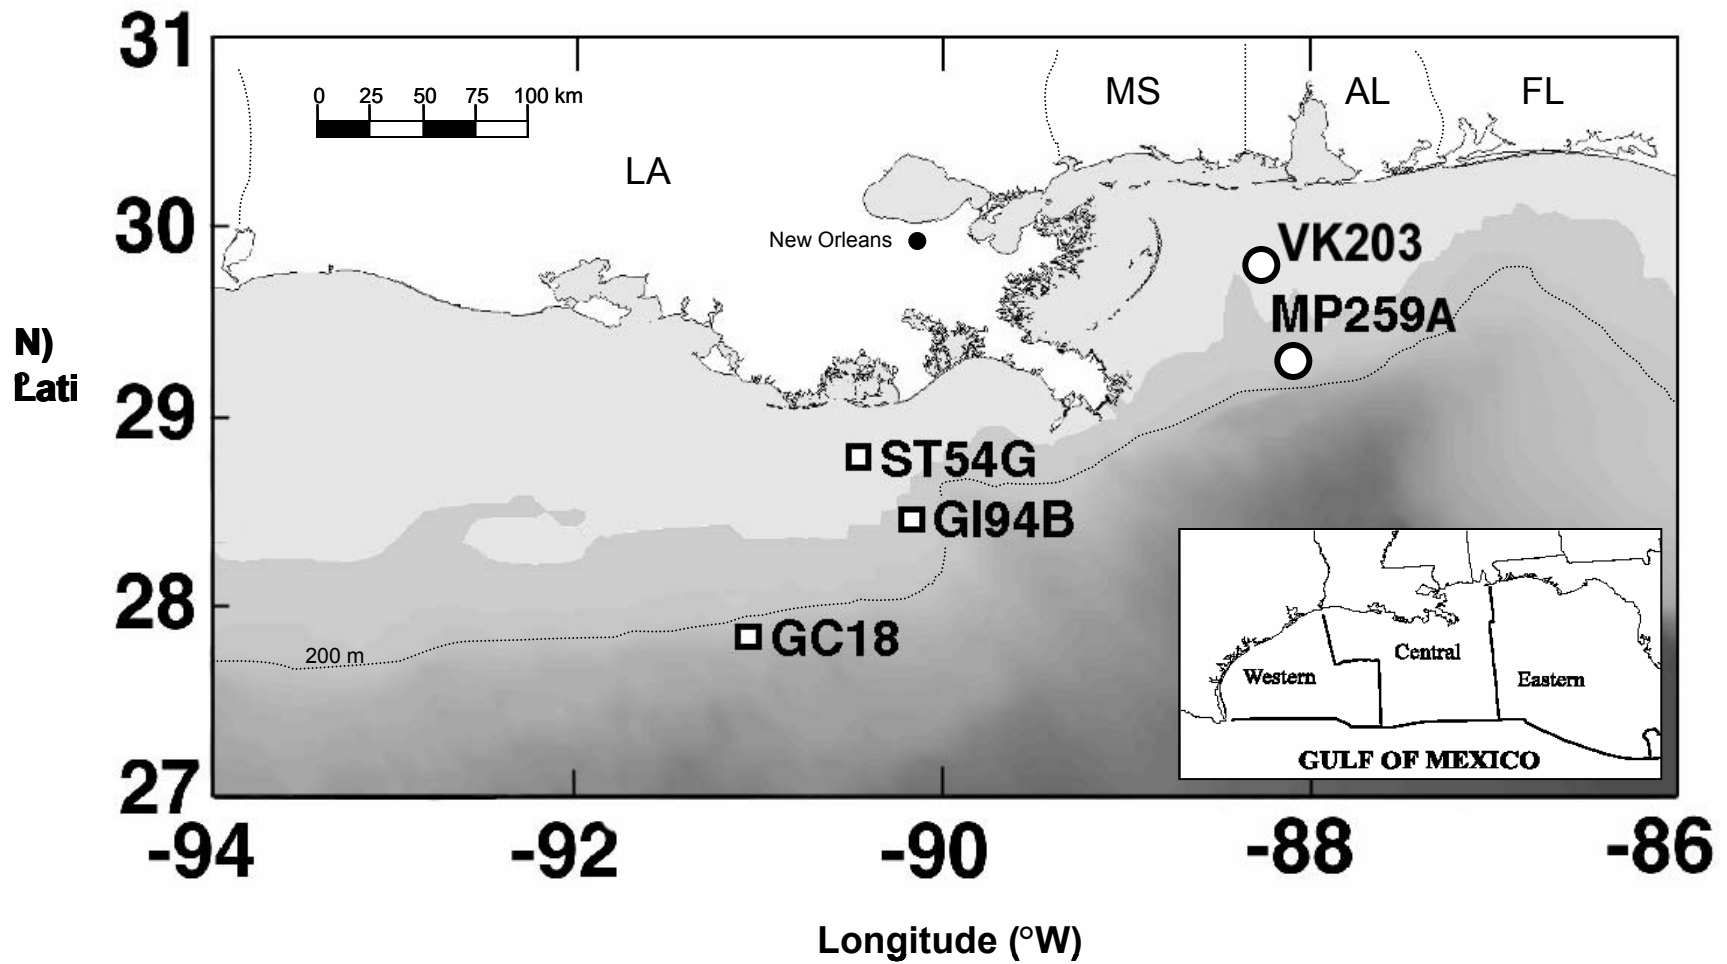 31
0 25 50 75 100 km
MS AL FL
LA
30
New Orleans
VK203
MP259A
N)
Lati
29
ST54G
GI94B
28
GC18
200 m
Western Central Eastern
GULF OF MEXICO
27
-94 -92 -90 -88 -86
Longitude (°W)